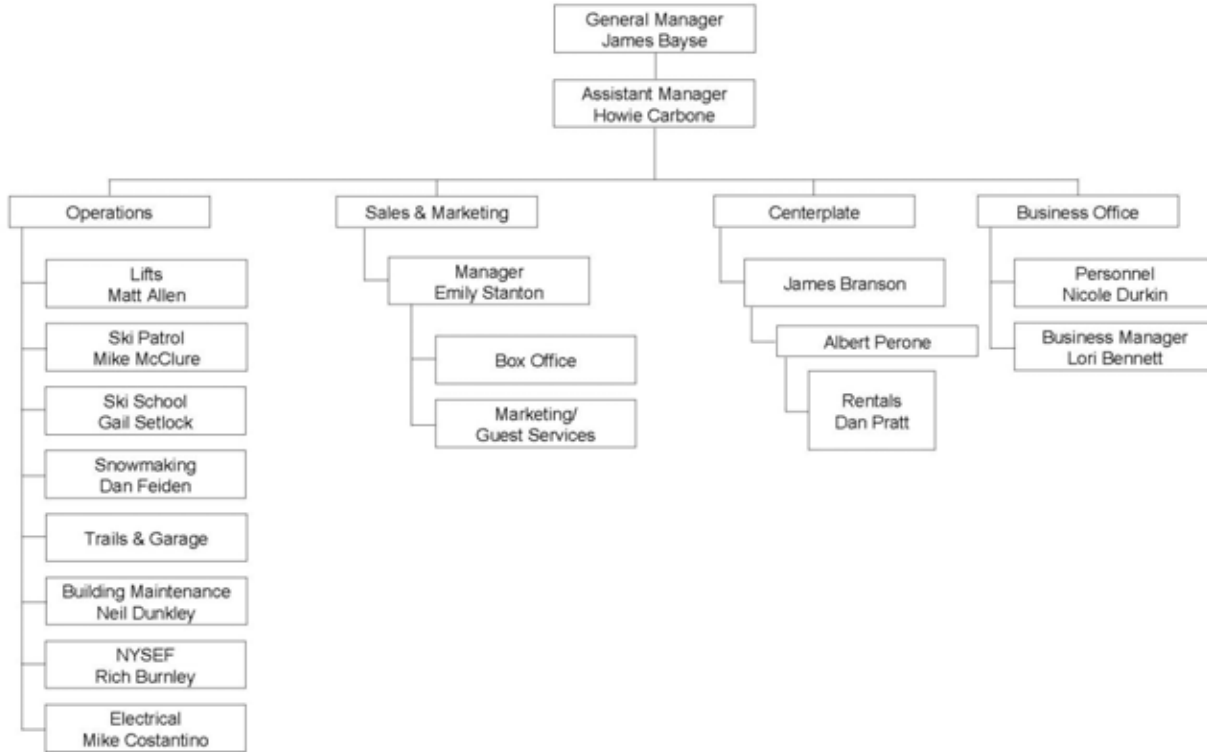 General Manager
James Bayse
Assistant Manager
Howie Carbone
Operations
Lifts
Matt Allen
Ski Patrol
Mike McClure
Ski School
Gail Setlock
Snowmaking
Dan Feiden
Trails & Garage
Building Maintenance
Neil Dunkley
NYSEF
Rich Burnley
Electrical
Mike Costantino
Sales & Marketing
Manager
Emily Stanton
Box Office
Marketing/
Guest Services
Centerplate
James Branson
Albert Perone
Rentals
Dan Pratt
Business Office
Personnel
Nicole Durkin
Business Manager
Lori Bennett